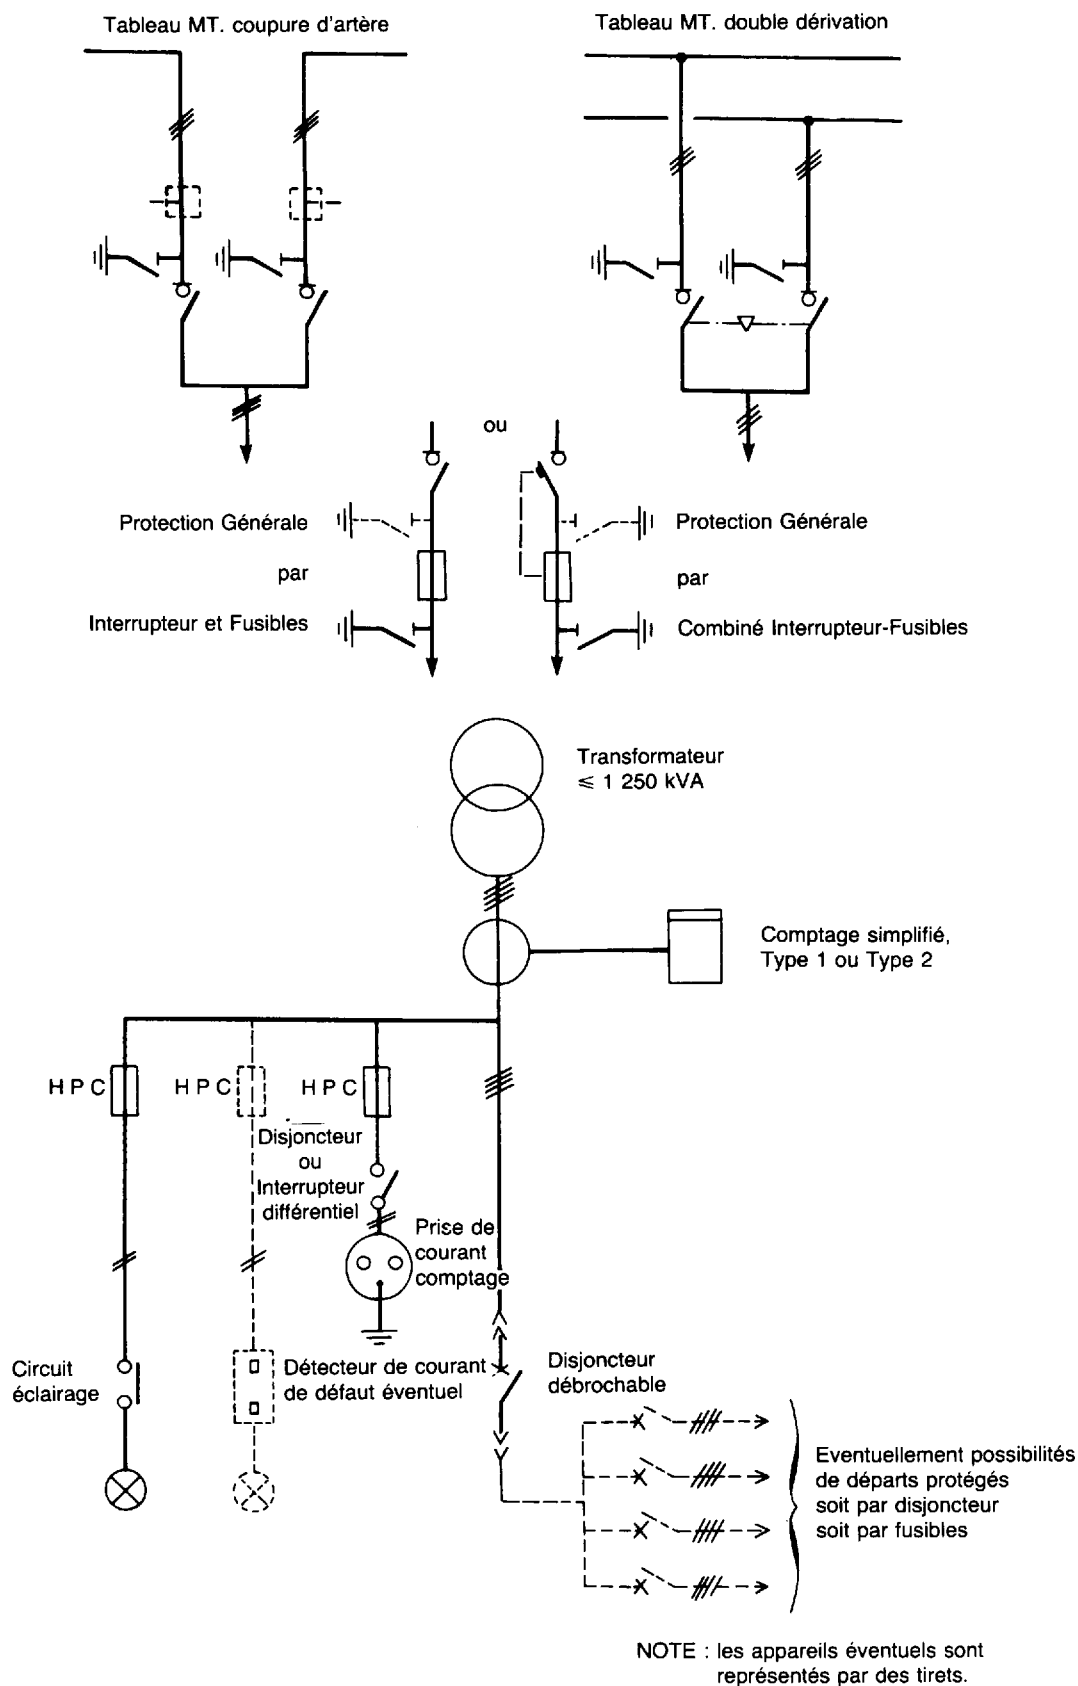 Tableau MT. coupure d'artère
Tableau MT. double dérivation
ou
Protection Générale
par
Interrupteur et Fusibles
Protection Générale
par
Combiné Interrupteur-Fusibles
Transformateur
≤ 1 250 kVA
Comptage simplifié,
Type 1 ou Type 2
H P C
H P C
H P C
Disjoncteur
ou
Interrupteur
différentiel
Prise de
courant
comptage
Circuit
éclairage
Détecteur de courant
de défaut éventuel
Disjoncteur
débrochable
Eventuellement possibilités
de départs protégés
soit par disjoncteur
soit par fusibles
NOTE : les appareils éventuels sont
représentés par des tirets.